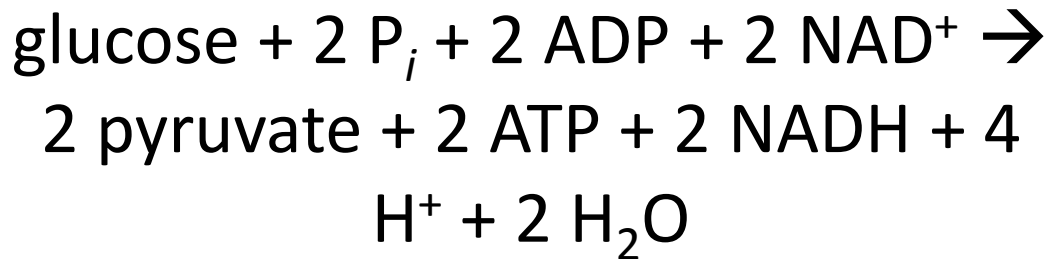 glucose + 2 Pᵢ + 2 ADP + 2 NAD⁺ →
2 pyruvate + 2 ATP + 2 NADH + 4
H⁺ + 2 H₂O